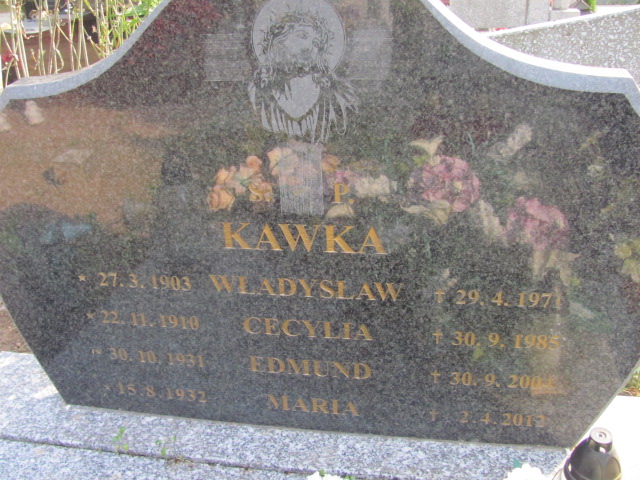 Ś. P
KAWKA
* 27. 3. 1903 WŁADYSŁAW † 29. 4. 1971
* 22. 11. 1910 CECYLIA † 30. 9. 1985
* 30. 10. 1931 EDMUND † 30. 9.
* 15. 8. 1932 MARIA † 2. 4. 2012